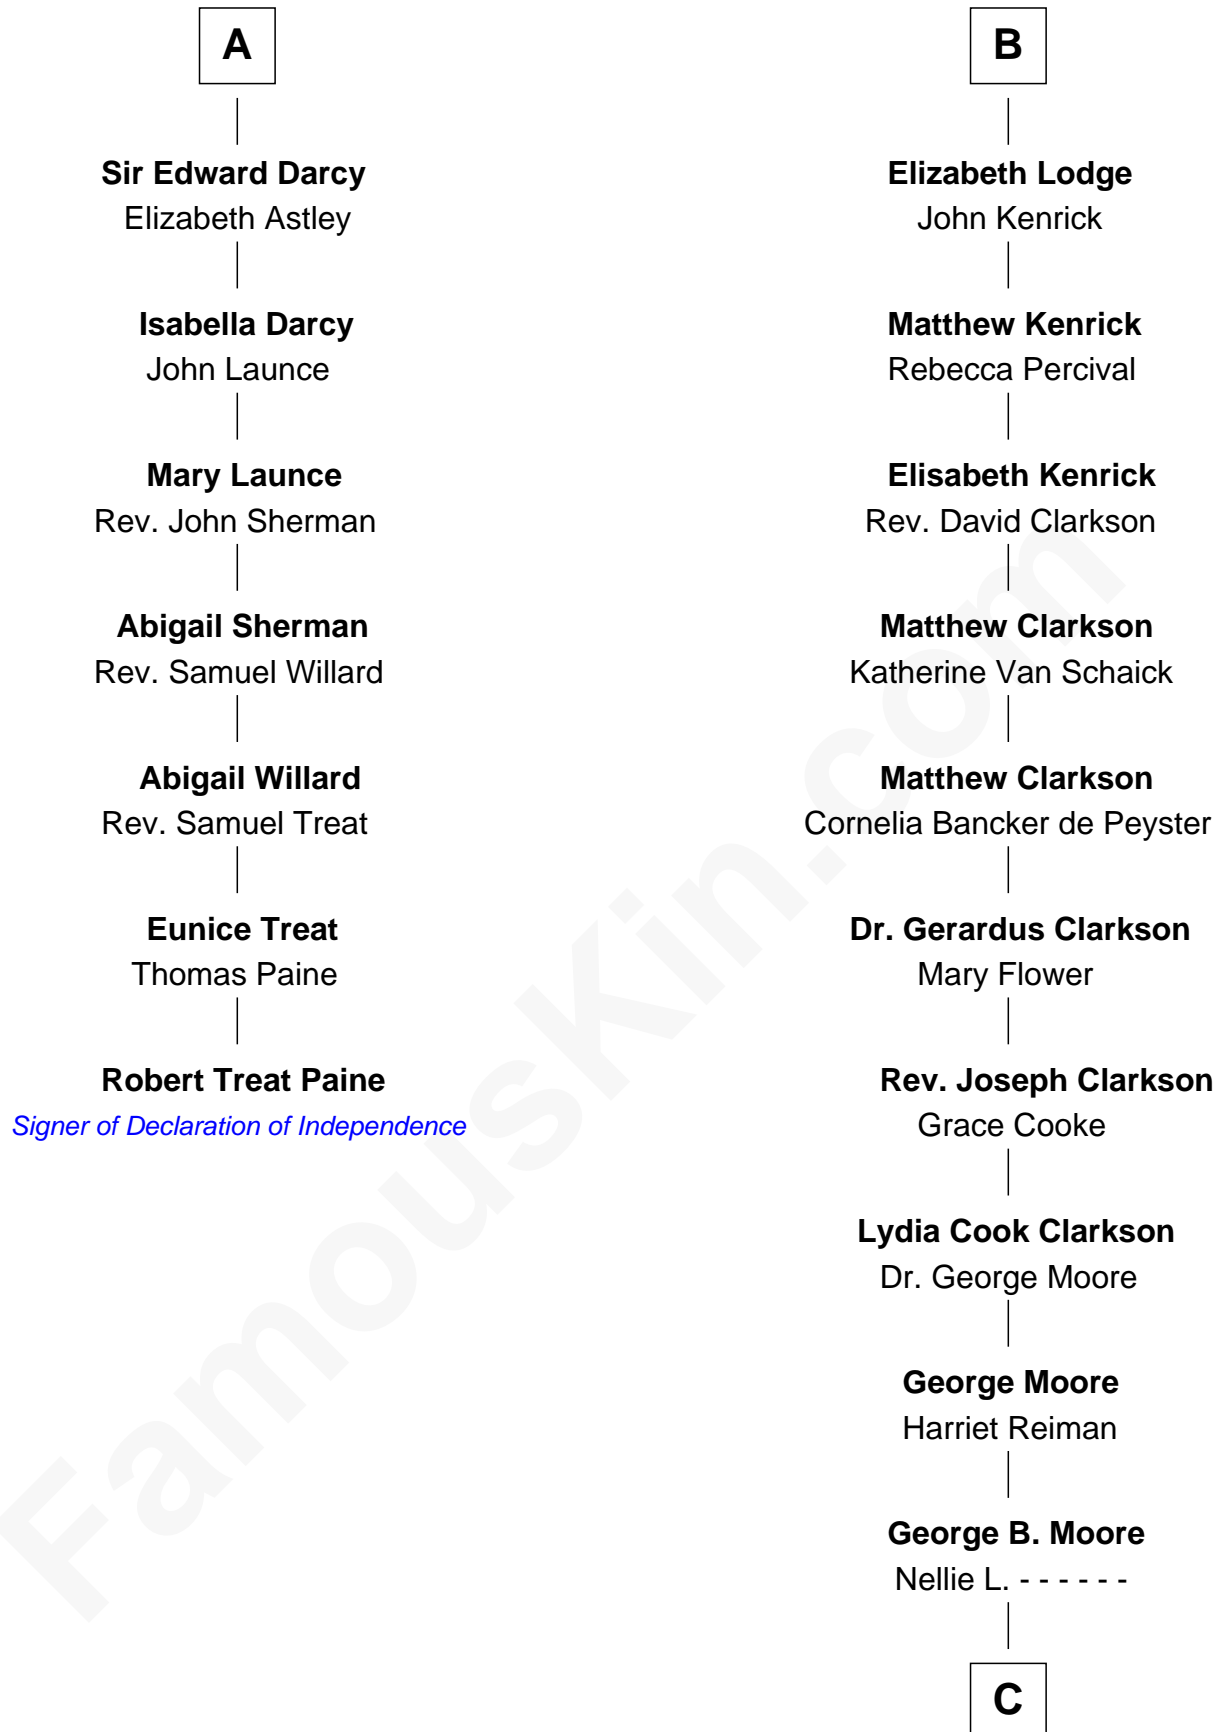 A
Sir Edward Darcy
Elizabeth Astley
Isabella Darcy
John Launce
Mary Launce
Rev. John Sherman
Abigail Sherman
Rev. Samuel Willard
Abigail Willard
Rev. Samuel Treat
Eunice Treat
Thomas Paine
Robert Treat Paine
Signer of Declaration of Independence
B
Elizabeth Lodge
John Kenrick
Matthew Kenrick
Rebecca Percival
Elisabeth Kenrick
Rev. David Clarkson
Matthew Clarkson
Katherine Van Schaick
Matthew Clarkson
Cornelia Bancker de Peyster
Dr. Gerardus Clarkson
Mary Flower
Rev. Joseph Clarkson
Grace Cooke
Lydia Cook Clarkson
Dr. George Moore
George Moore
Harriet Reiman
George B. Moore
Nellie L. - - - - - -
C
FamousKin.com